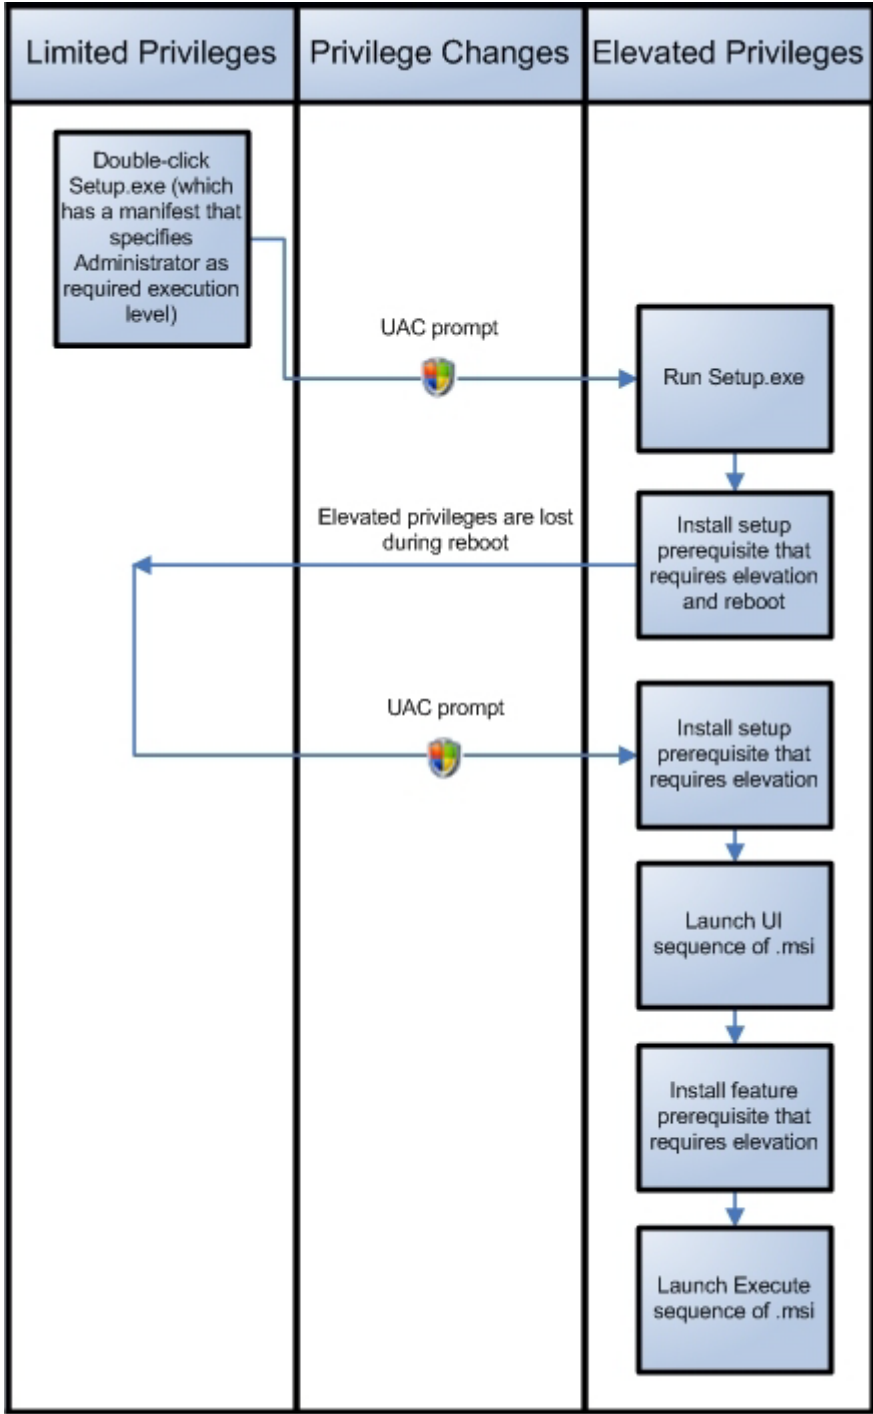 Limited Privileges
Privilege Changes
Elevated Privileges
Double-click
Setup.exe (which
has a manifest that
specifies
Administrator as
required execution
level)
UAC prompt
Run Setup.exe
Elevated privileges are lost
during reboot
Install setup
prerequisite that
requires elevation
and reboot
UAC prompt
Install setup
prerequisite that
requires elevation
Launch UI
sequence of .msi
Install feature
prerequisite that
requires elevation
Launch Execute
sequence of .msi